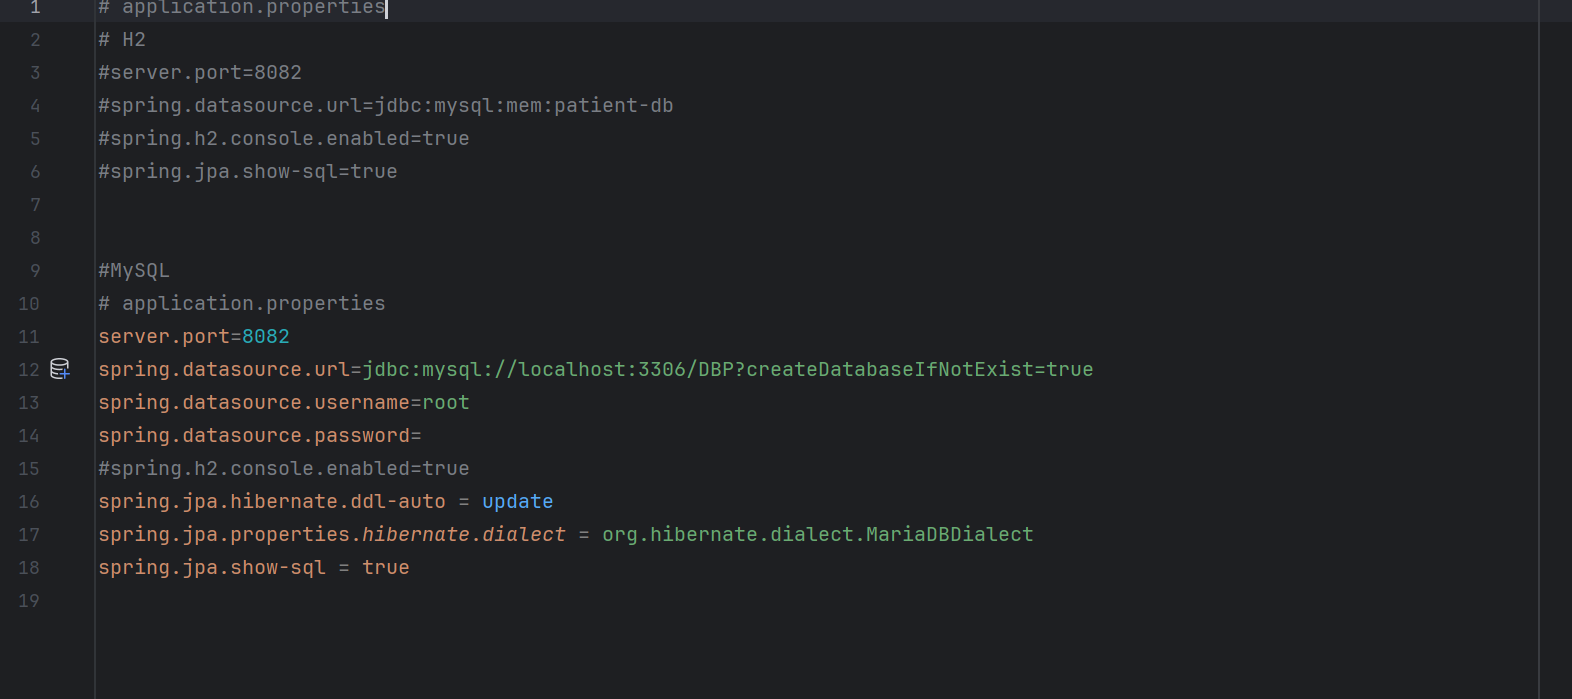 1 # application.properties
2 # H2
3 #server.port=8082
4 #spring.datasource.url=jdbc:mysql:mem:patient-db
5 #spring.h2.console.enabled=true
6 #spring.jpa.show-sql=true
7
8
9 #MySQL
10 # application.properties
11 server.port=8082
12 spring.datasource.url=jdbc:mysql://localhost:3306/DBP?createDatabaseIfNotExist=true
13 spring.datasource.username=root
14 spring.datasource.password=
15 #spring.h2.console.enabled=true
16 spring.jpa.hibernate.ddl-auto = update
17 spring.jpa.properties.hibernate.dialect = org.hibernate.dialect.MariaDBDialect
18 spring.jpa.show-sql = true
19